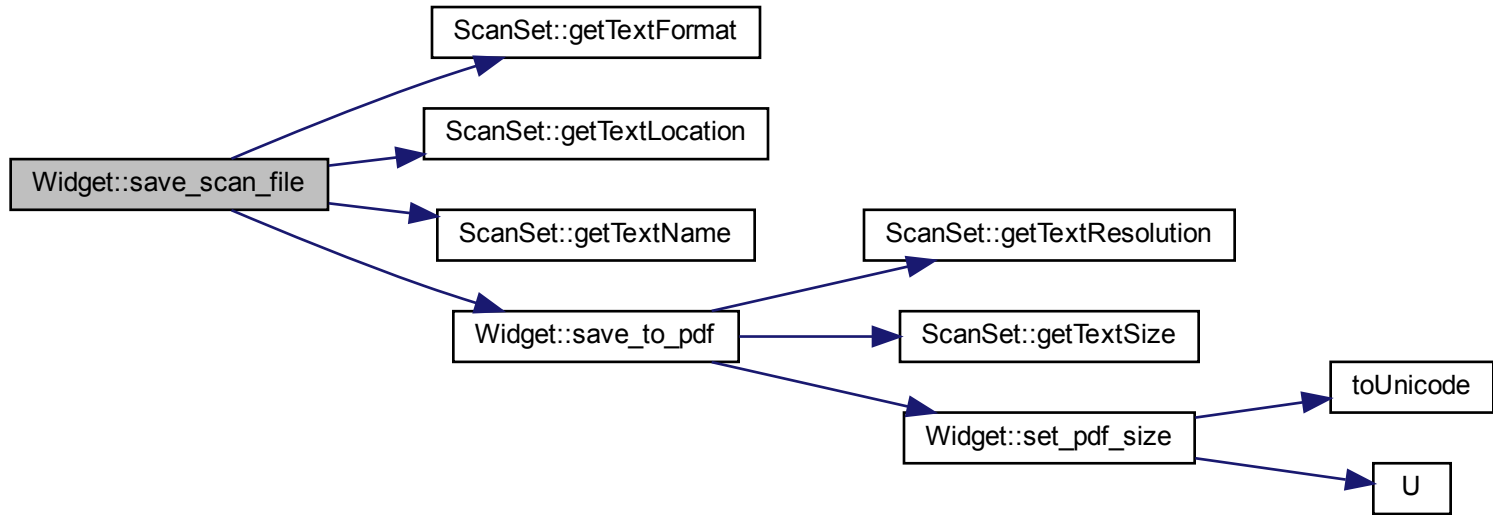 ScanSet::getTextFormat
ScanSet::getTextLocation
Widget::save_scan_file
ScanSet::getTextName
ScanSet::getTextResolution
Widget::save_to_pdf
ScanSet::getTextSize
toUnicode
Widget::set_pdf_size
U